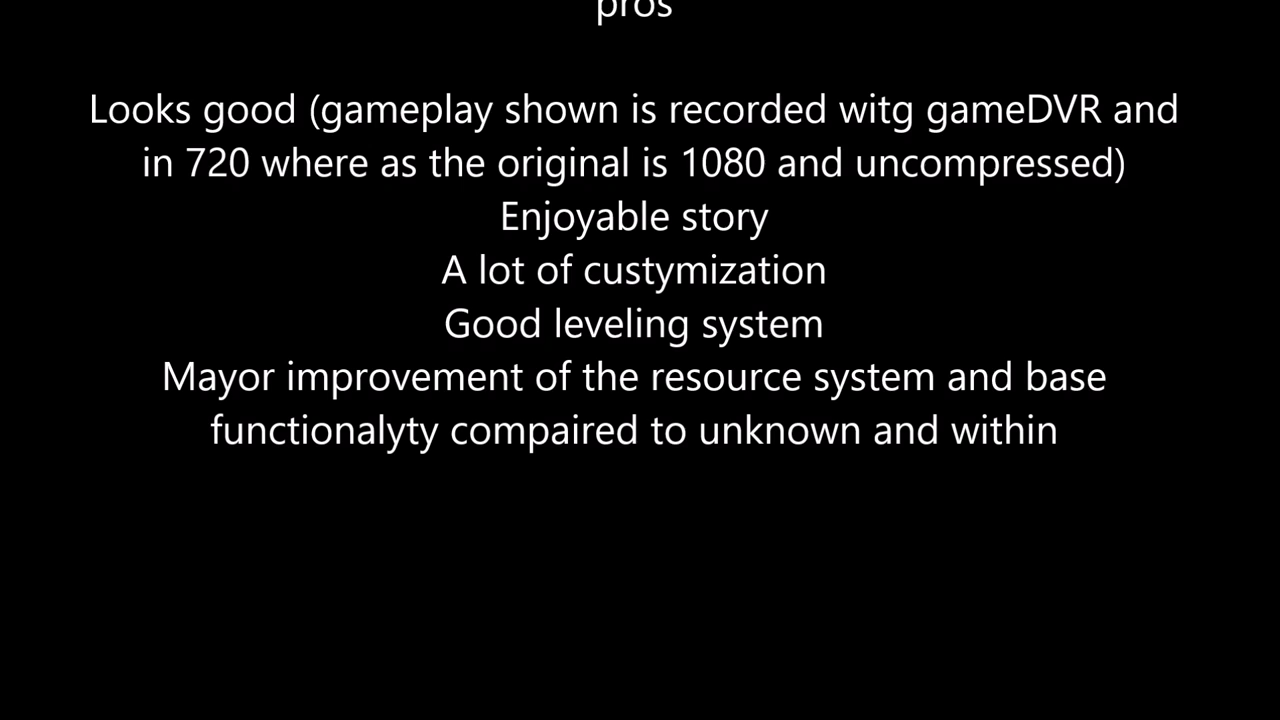 pros
Looks good (gameplay shown is recorded witg gameDVR and
in 720 where as the original is 1080 and uncompressed)
Enjoyable story
A lot of custymization
Good leveling system
Mayor improvement of the resource system and base
functionalyty compaired to unknown and within